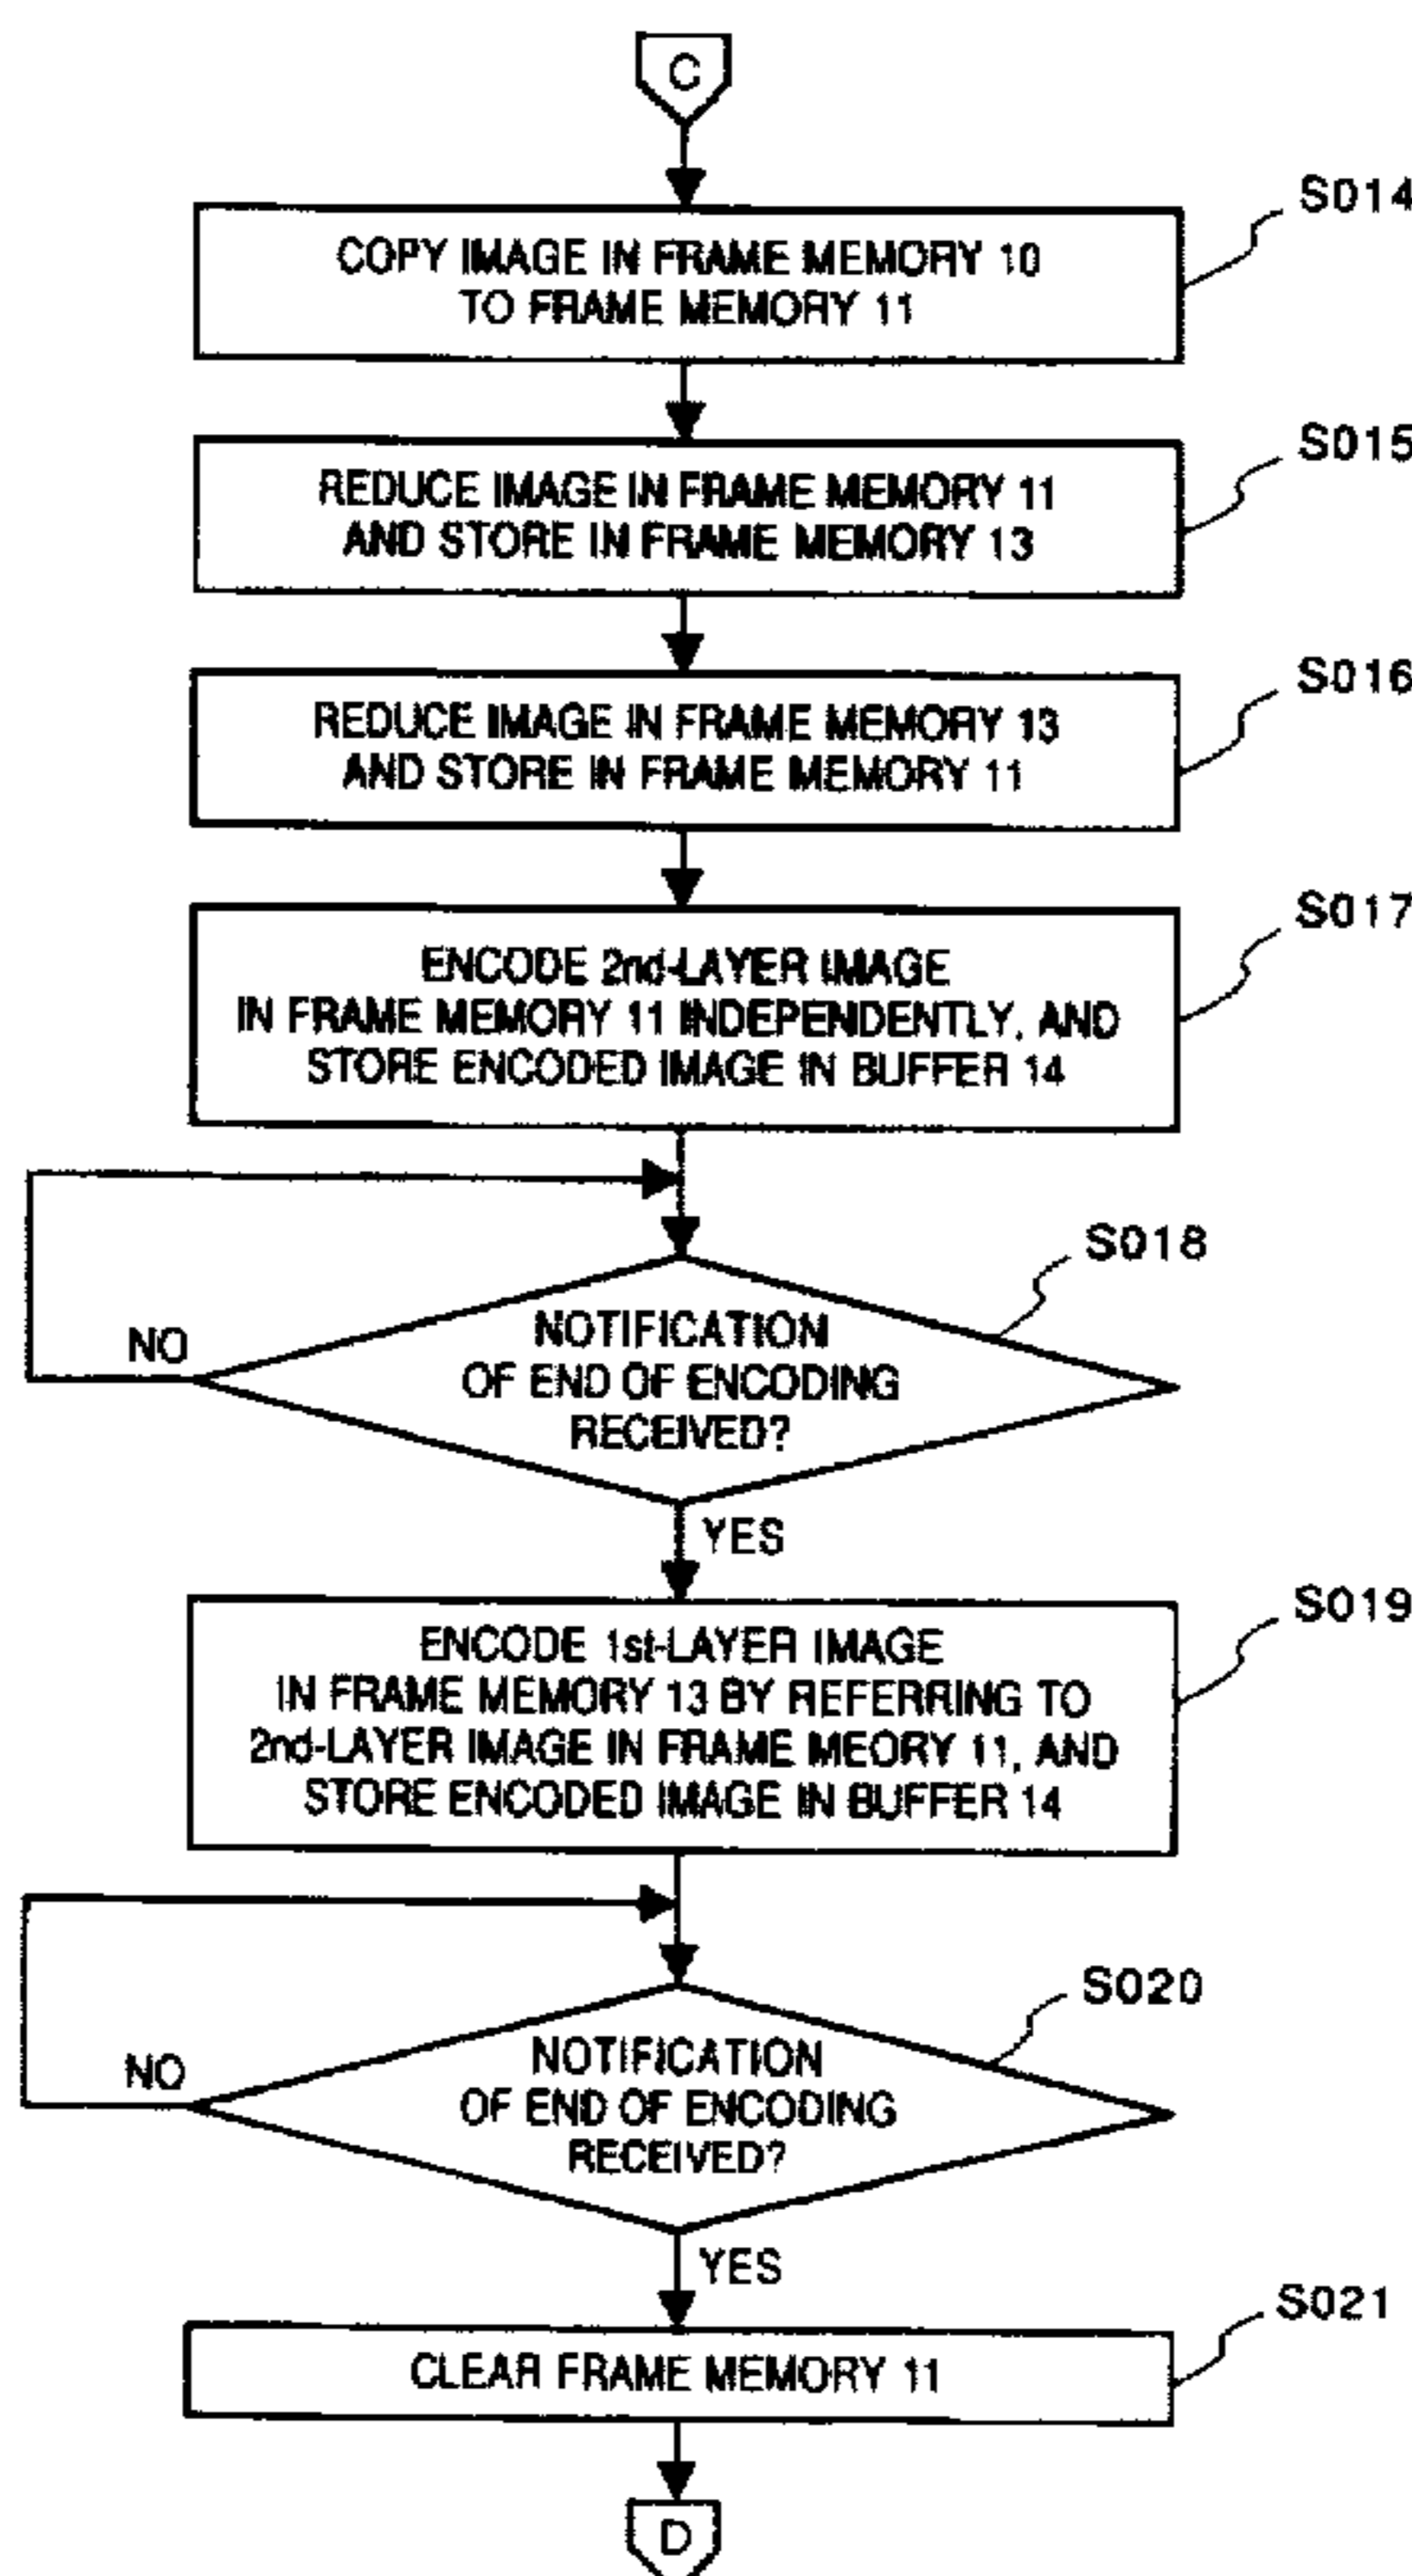 C
S014
COPY IMAGE IN FRAME MEMORY 10
TO FRAME MEMORY 11
S015
REDUCE IMAGE IN FRAME MEMORY 11
AND STORE IN FRAME MEMORY 13
S016
REDUCE IMAGE IN FRAME MEMORY 13
AND STORE IN FRAME MEMORY 11
S017
ENCODE 2nd-LAYER IMAGE
IN FRAME MEMORY 11 INDEPENDENTLY, AND
STORE ENCODED IMAGE IN BUFFER 14
S018
NOTIFICATION
OF END OF ENCODING
RECEIVED?
NO
YES
S019
ENCODE 1st-LAYER IMAGE
IN FRAME MEMORY 13 BY REFERRING TO
2nd-LAYER IMAGE IN FRAME MEORY 11, AND
STORE ENCODED IMAGE IN BUFFER 14
S020
NOTIFICATION
OF END OF ENCODING
RECEIVED?
NO
YES
S021
CLEAR FRAME MEMORY 11
D